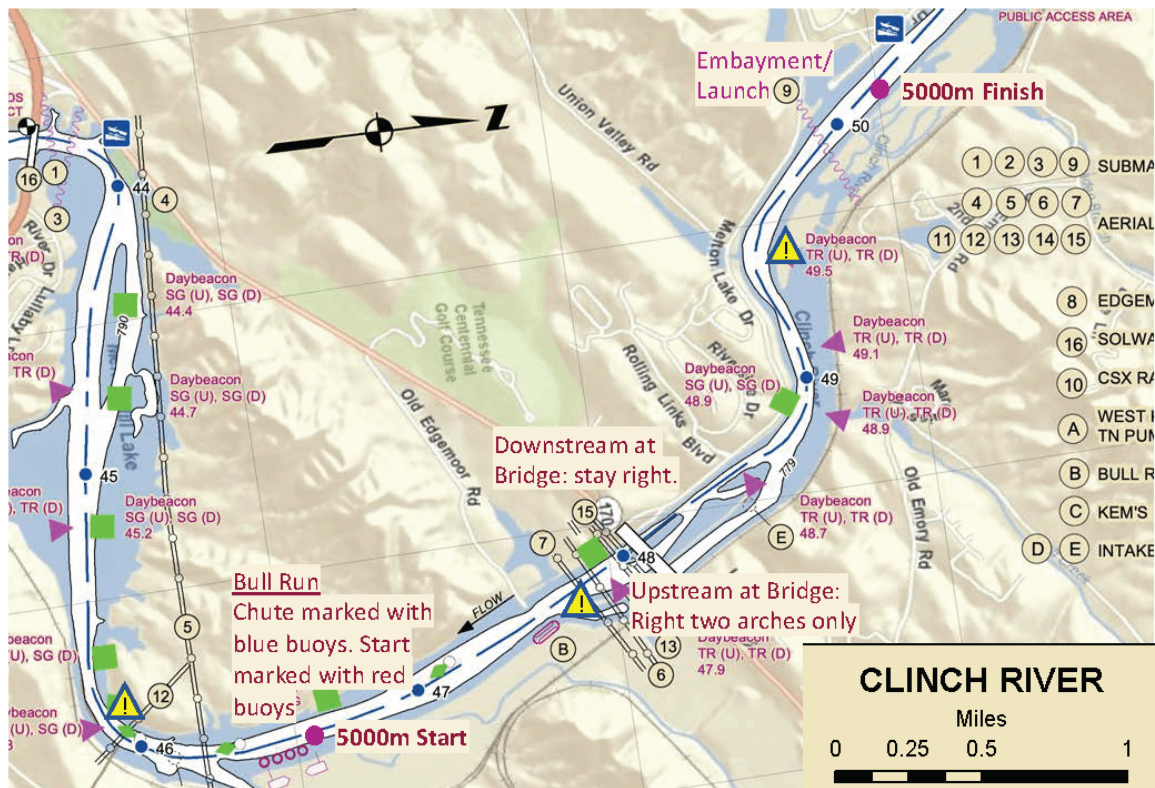 PUBLIC ACCESS AREA
Embayment/
Launch
9
5000m Finish
50
Union Valley Rd
Z
1 2 3 9 SUBMA
4 5 6 7
AERIAL
11 12 13 14 15
8 EDGEM
16 SOLWA
10 CSX RA
A WEST H
TN PUM
B BULL R
C KEM'S
D E INTAKE
16
1
3
44
4
Daybeacon
SG (U), SG (D)
44.4
790
Daybeacon
SG (U), SG (D)
44.7
TR (D)
45
Daybeacon
SG (U), SG (D)
45.2
Tennessee
Centennial
Golf Course
Melton Lake Dr
Rolling Links Blvd
Old Edgemoor Rd
Daybeacon
TR (U), TR (D)
49.5
Daybeacon
TR (U), TR (D)
49.1
49
Daybeacon
SG (U), SG (D)
48.9
Daybeacon
TR (U), TR (D)
48.9
Old Emory Rd
779
Daybeacon
TR (U), TR (D)
48.7
E
Downstream at
Bridge: stay right.
15
170
7
48
Upstream at Bridge:
Right two arches only
13
TR (U), TR (D)
47.9
6
B
FLOW
Bull Run
Chute marked with
blue buoys. Start
marked with red
buoys
5
12
47
46
5000m Start
CLINCH RIVER
Miles
0 0.25 0.5 1